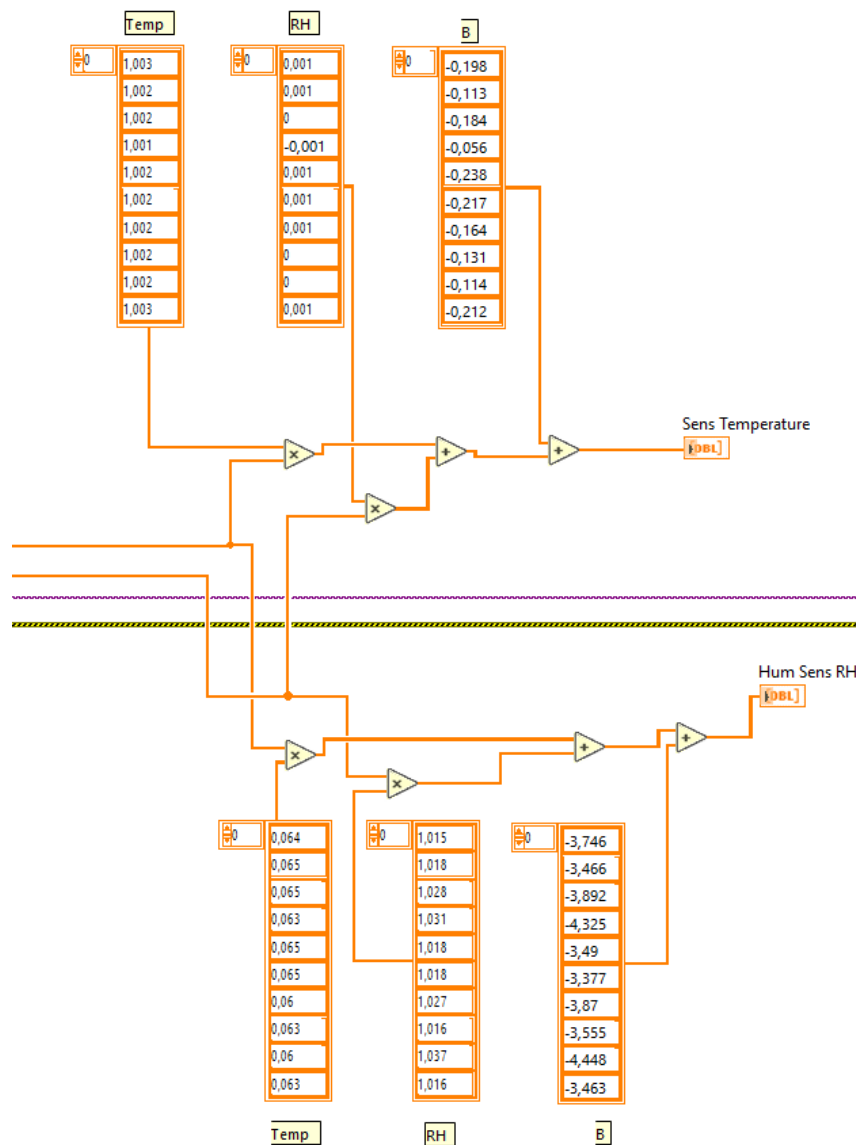 Temp RH B
0 0 0
1,003 0,001 -0,198
1,002 0,001 -0,113
1,002 0 -0,184
1,001 -0,001 -0,056
1,002 0,001 -0,238
1,002 0,001 -0,217
1,002 0,001 -0,164
1,002 0 -0,131
1,002 0 -0,114
1,003 0,001 -0,212
Sens Temperature
DBL]
× + +
×
Hum Sens RH
DBL]
× + +
×
0 0 0
0,064 1,015 -3,746
0,065 1,018 -3,466
0,065 1,028 -3,892
0,063 1,031 -4,325
0,065 1,018 -3,49
0,065 1,018 -3,377
0,06 1,027 -3,87
0,063 1,016 -3,555
0,06 1,037 -4,448
0,063 1,016 -3,463
Temp RH B